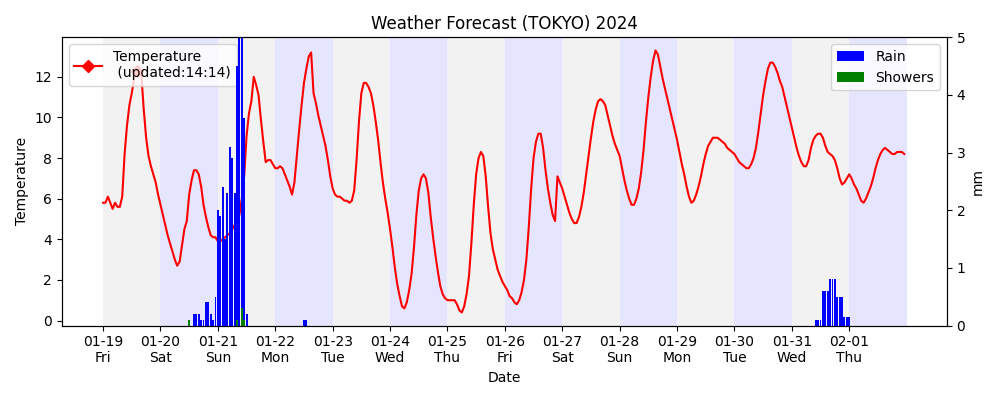 Weather Forecast (TOKYO) 2024
Temperature
(updated:14:14)
Rain
Showers
Temperature
12
10
8
6
4
2
0
5
4
3
2
1
0
mm
01-19 01-20 01-21 01-22 01-23 01-24 01-25 01-26 01-27 01-28 01-29 01-30 01-31 02-01
Fri Sat Sun Mon Tue Wed Thu Fri Sat Sun Mon Tue Wed Thu
Date